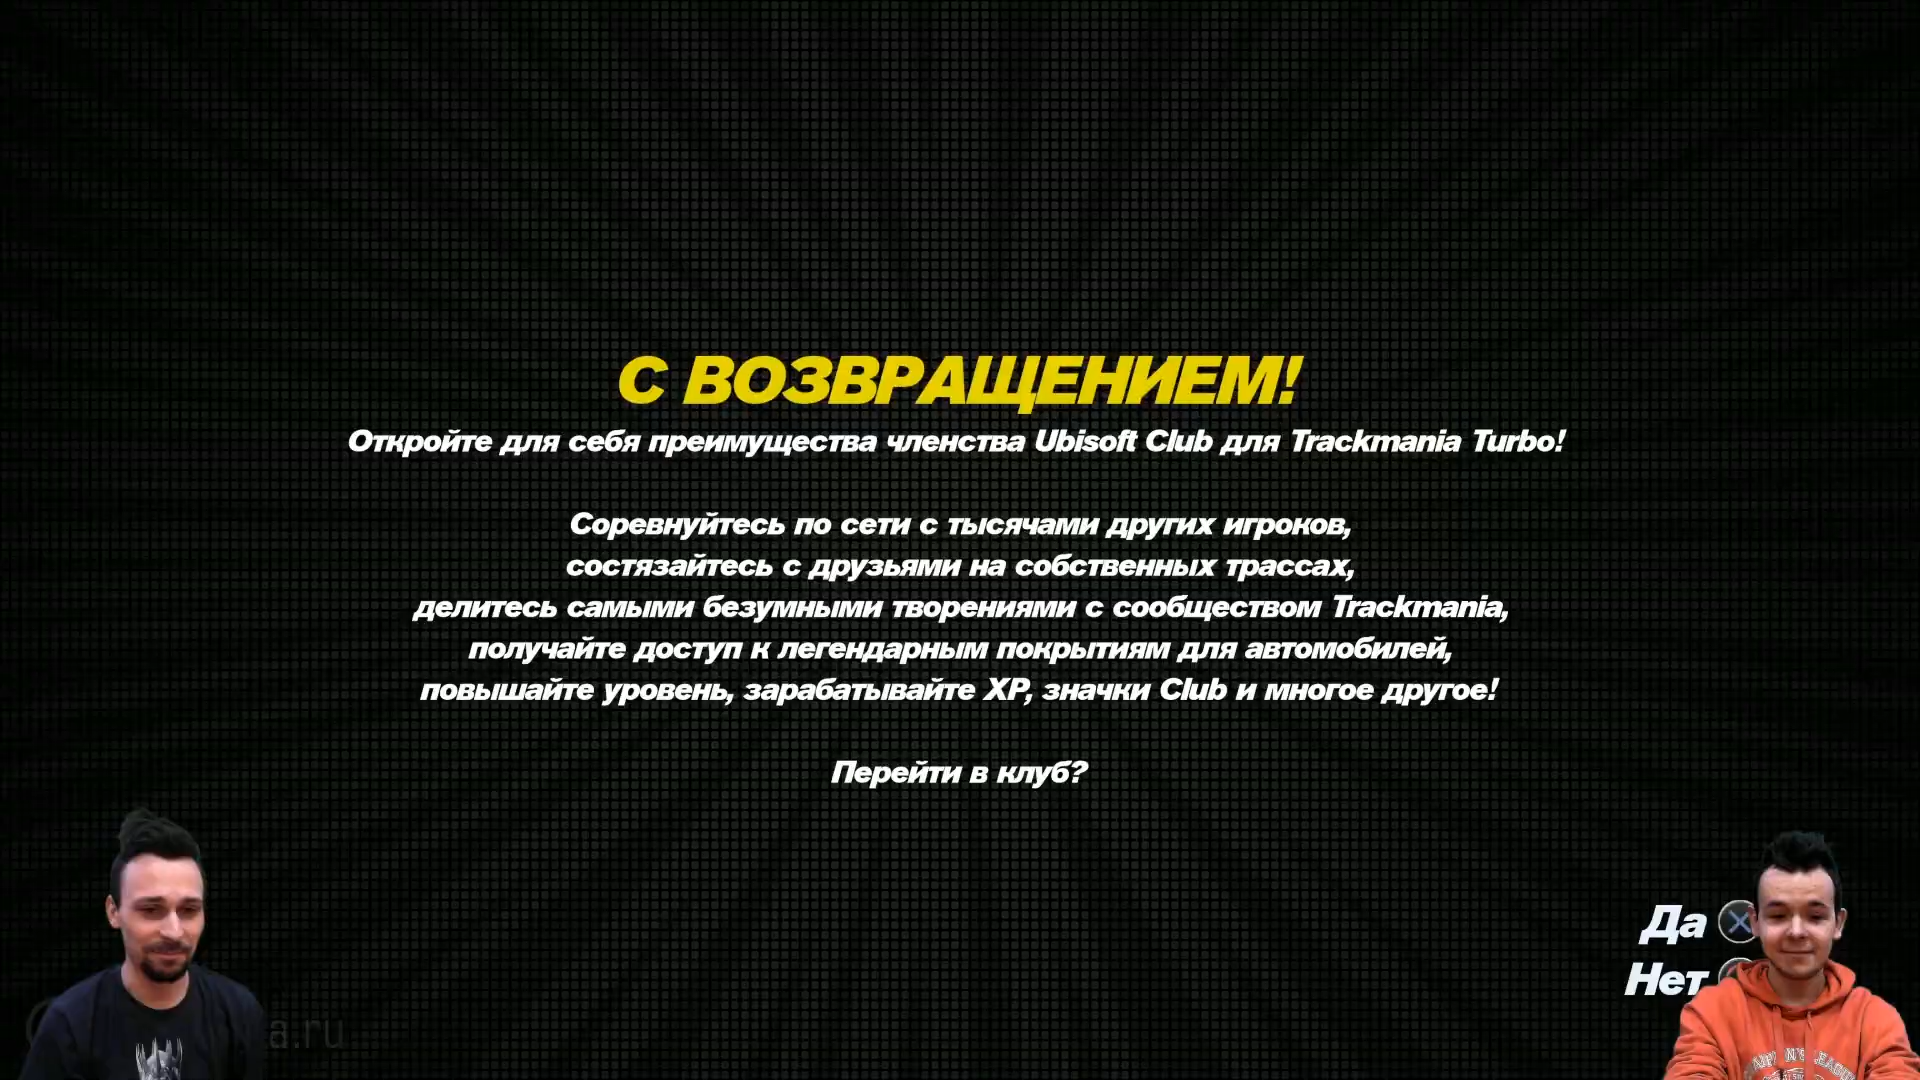 С ВОЗВРАЩЕНИЕМ!
Откройте для себя преимущества членства Ubisoft Club для Trackmania Turbo!
Соревнуйтесь по сети с тысячами других игроков,
состязайтесь с друзьями на собственных трассах,
делитесь самыми безумными творениями с сообществом Trackmania,
получайте доступ к легендарным покрытиям для автомобилей,
повышайте уровень, зарабатывайте XP, значки Club и многое другое!
Перейти в клуб?
Да
Нет
a.ru